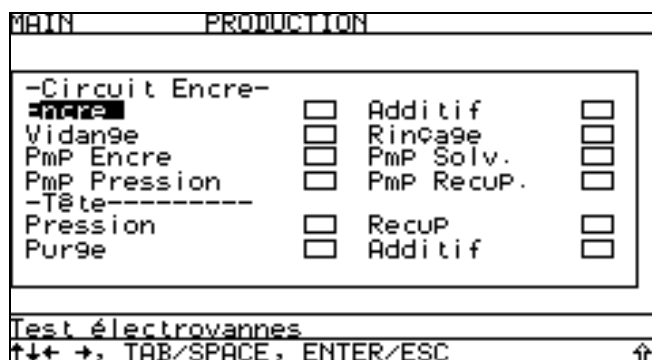 MAIN PRODUCTION
-Circuit Encre-
Encre Additif
Vidange Rinçage
PmP Encre PmP Solv.
PmP Pression PmP RecuP.
-Tête---------
Pression RecuP
Purge Additif
Test électrovannes
↑↓← →, TAB/SPACE, ENTER/ESC ⇧